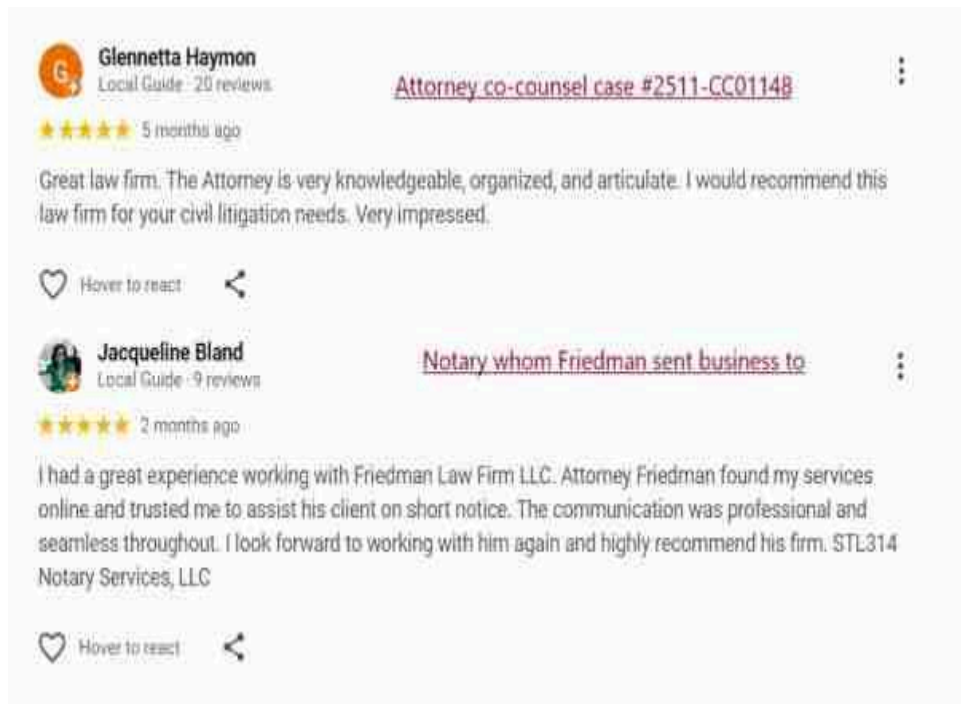 G
Glennetta Haymon
Local Guide · 20 reviews
Attorney co-counsel case #2511-CC01148
5 months ago
Great law firm. The Attorney is very knowledgeable, organized, and articulate. I would recommend this
law firm for your civil litigation needs. Very impressed.
Hover to react
Jacqueline Bland
Local Guide · 9 reviews
Notary whom Friedman sent business to
2 months ago
I had a great experience working with Friedman Law Firm LLC. Attorney Friedman found my services
online and trusted me to assist his client on short notice. The communication was professional and
seamless throughout. I look forward to working with him again and highly recommend his firm. STL314
Notary Services, LLC
Hover to react